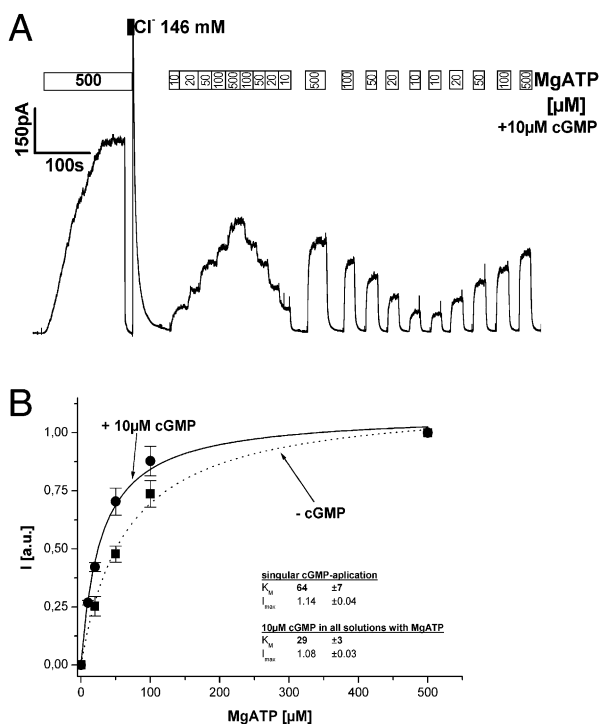 A
Cl⁻ 146 mM
500
10 20 50 100 500 100 50 20 10 500 100 50 20 10 10 20 50 100 500
MgATP
[µM]
+10µM cGMP
150pA
100s
B
+ 10µM cGMP
- cGMP
1,00
0,75
0,50
0,25
0,00
I [a.u.]
singular cGMP-aplication
K_M 64 ±7
I_max 1.14 ±0.04
10µM cGMP in all solutions with MgATP
K_M 29 ±3
I_max 1.08 ±0.03
0 100 200 300 400 500
MgATP [µM]